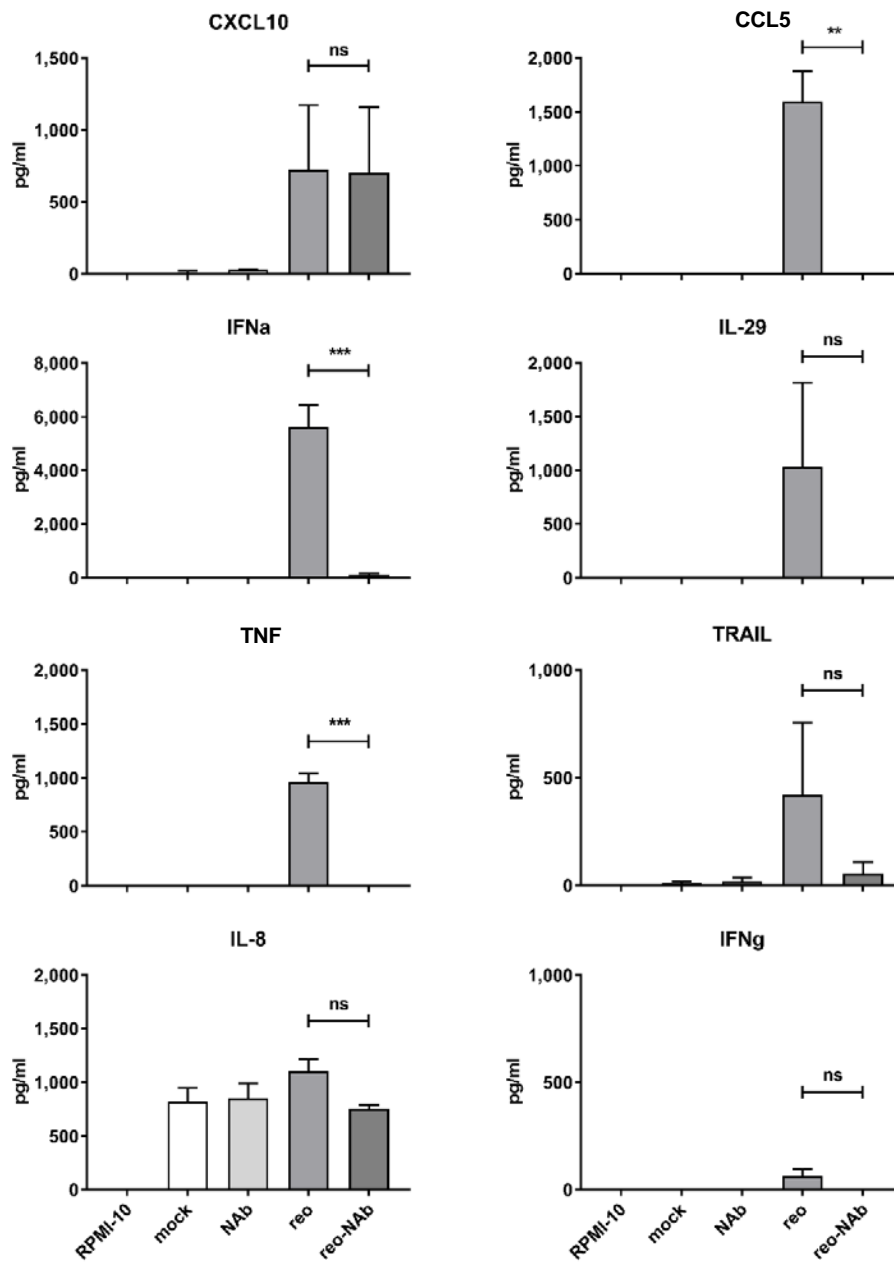 CXCL10
1,500
1,000
500
0
pg/ml
ns
CCL5
2,000
1,500
1,000
500
0
pg/ml
**
IFNa
8,000
6,000
4,000
2,000
0
pg/ml
***
IL-29
2,000
1,500
1,000
500
0
pg/ml
ns
TNF
2,000
1,500
1,000
500
0
pg/ml
***
TRAIL
1,000
500
0
pg/ml
ns
IL-8
2,000
1,500
1,000
500
0
pg/ml
ns
RPMI-10
mock
NAb
reo
reo-NAb
IFNg
1,000
500
0
pg/ml
ns
RPMI-10
mock
NAb
reo
reo-NAb